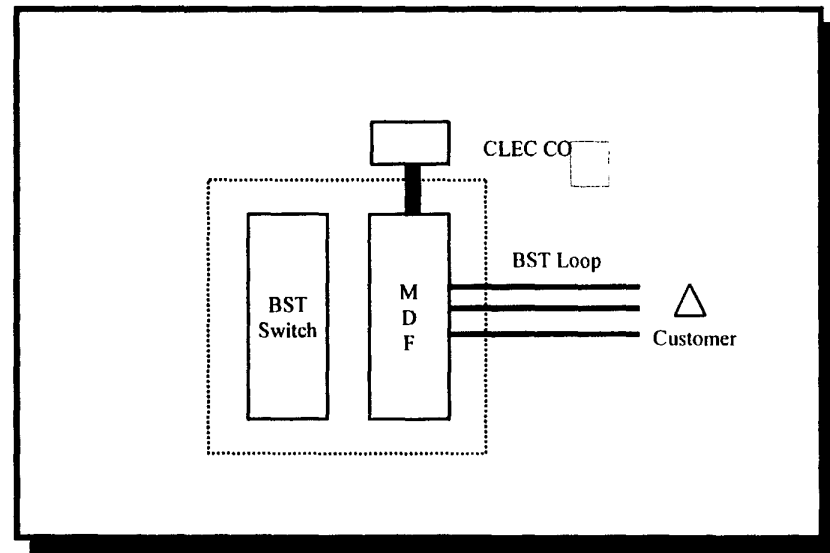 CLEC CO
BST Loop
BST
Switch
M
D
F
Customer